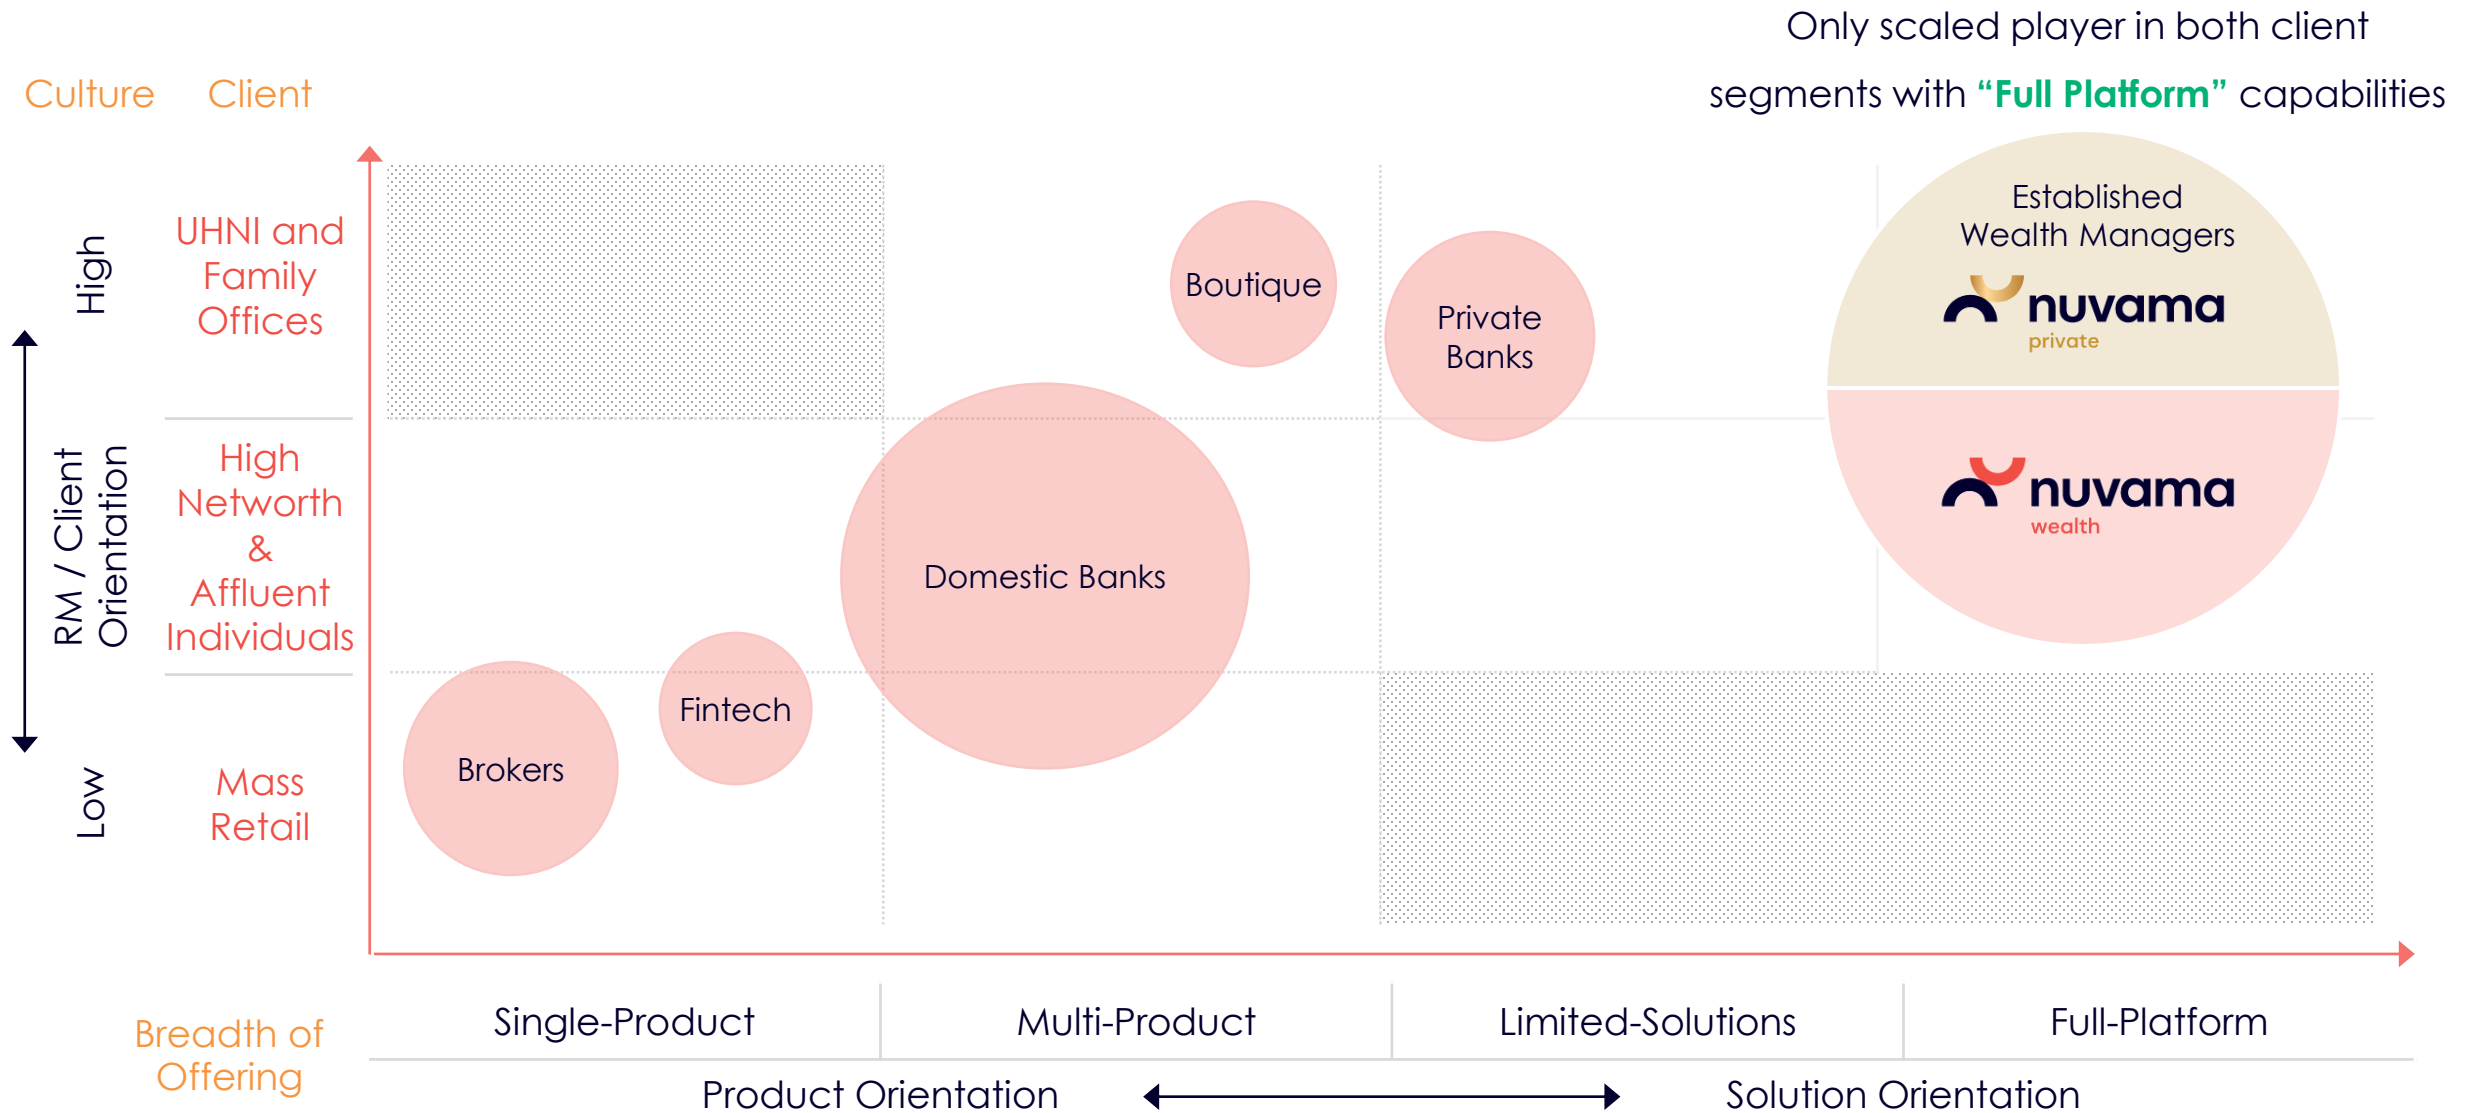 Only scaled player in both client
segments with “Full Platform” capabilities
Culture
Client
High
RM / Client
Orientation
Low
UHNI and
Family
Offices
High
Networth
&
Affluent
Individuals
Mass
Retail
Boutique
Private
Banks
Established
Wealth Managers
nuvama
private
nuvama
wealth
Domestic Banks
Fintech
Brokers
Breadth of
Offering
Single-Product
Multi-Product
Limited-Solutions
Full-Platform
Product Orientation
Solution Orientation